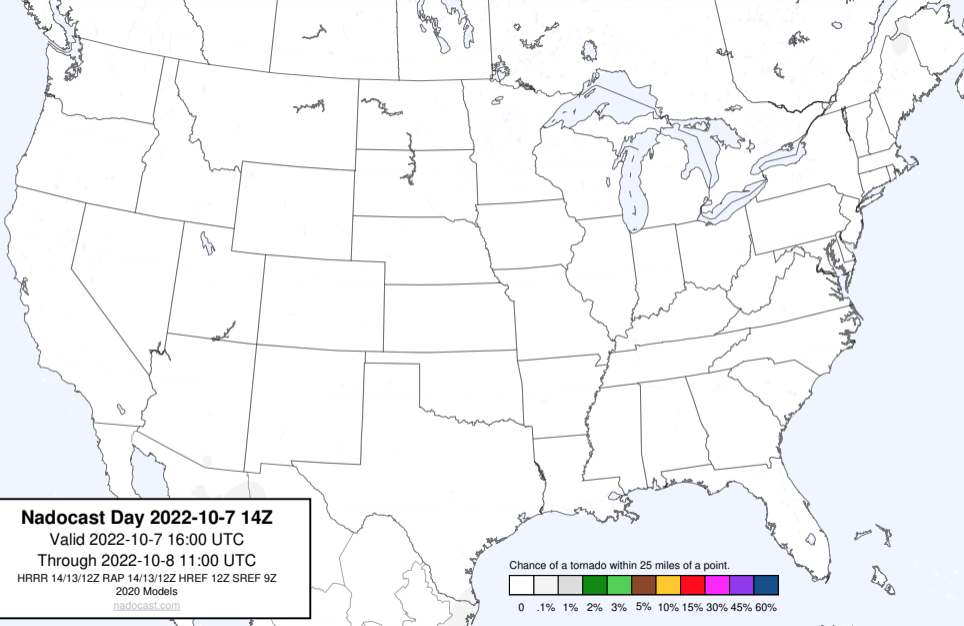 Nadocast Day 2022-10-7 14Z
Valid 2022-10-7 16:00 UTC
Through 2022-10-8 11:00 UTC
HRRR 14/13/12Z RAP 14/13/12Z HREF 12Z SREF 9Z
2020 Models
nadocast.com
Chance of a tornado within 25 miles of a point.
0 .1% 1% 2% 3% 5% 10% 15% 30% 45% 60%